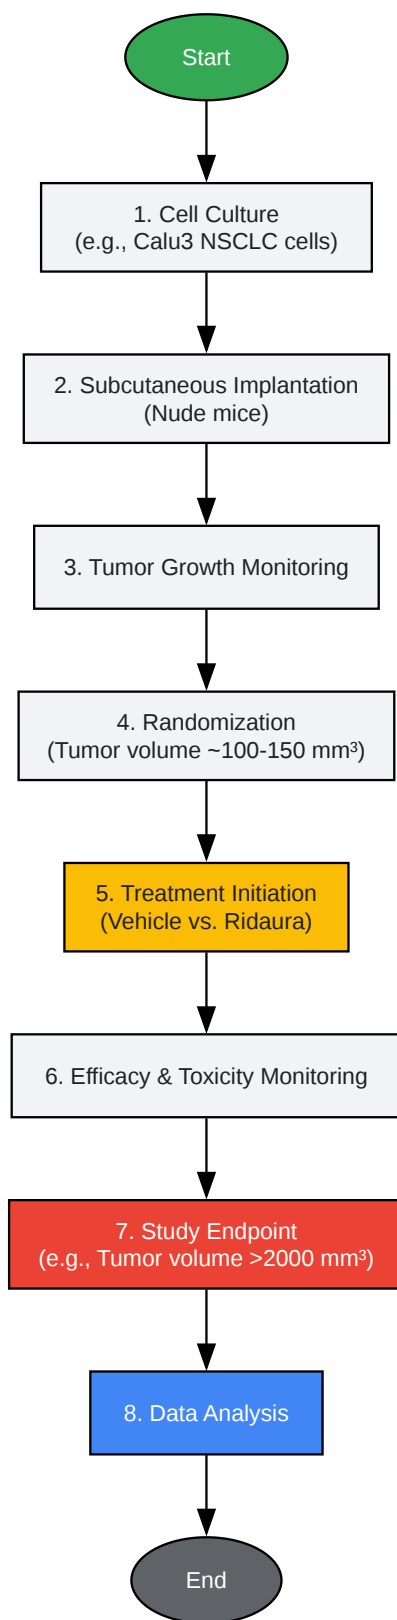 Start
1. Cell Culture
(e.g., Calu3 NSCLC cells)
2. Subcutaneous Implantation
(Nude mice)
3. Tumor Growth Monitoring
4. Randomization
(Tumor volume ~100-150 mm³)
5. Treatment Initiation
(Vehicle vs. Ridaura)
6. Efficacy & Toxicity Monitoring
7. Study Endpoint
(e.g., Tumor volume >2000 mm³)
8. Data Analysis
End